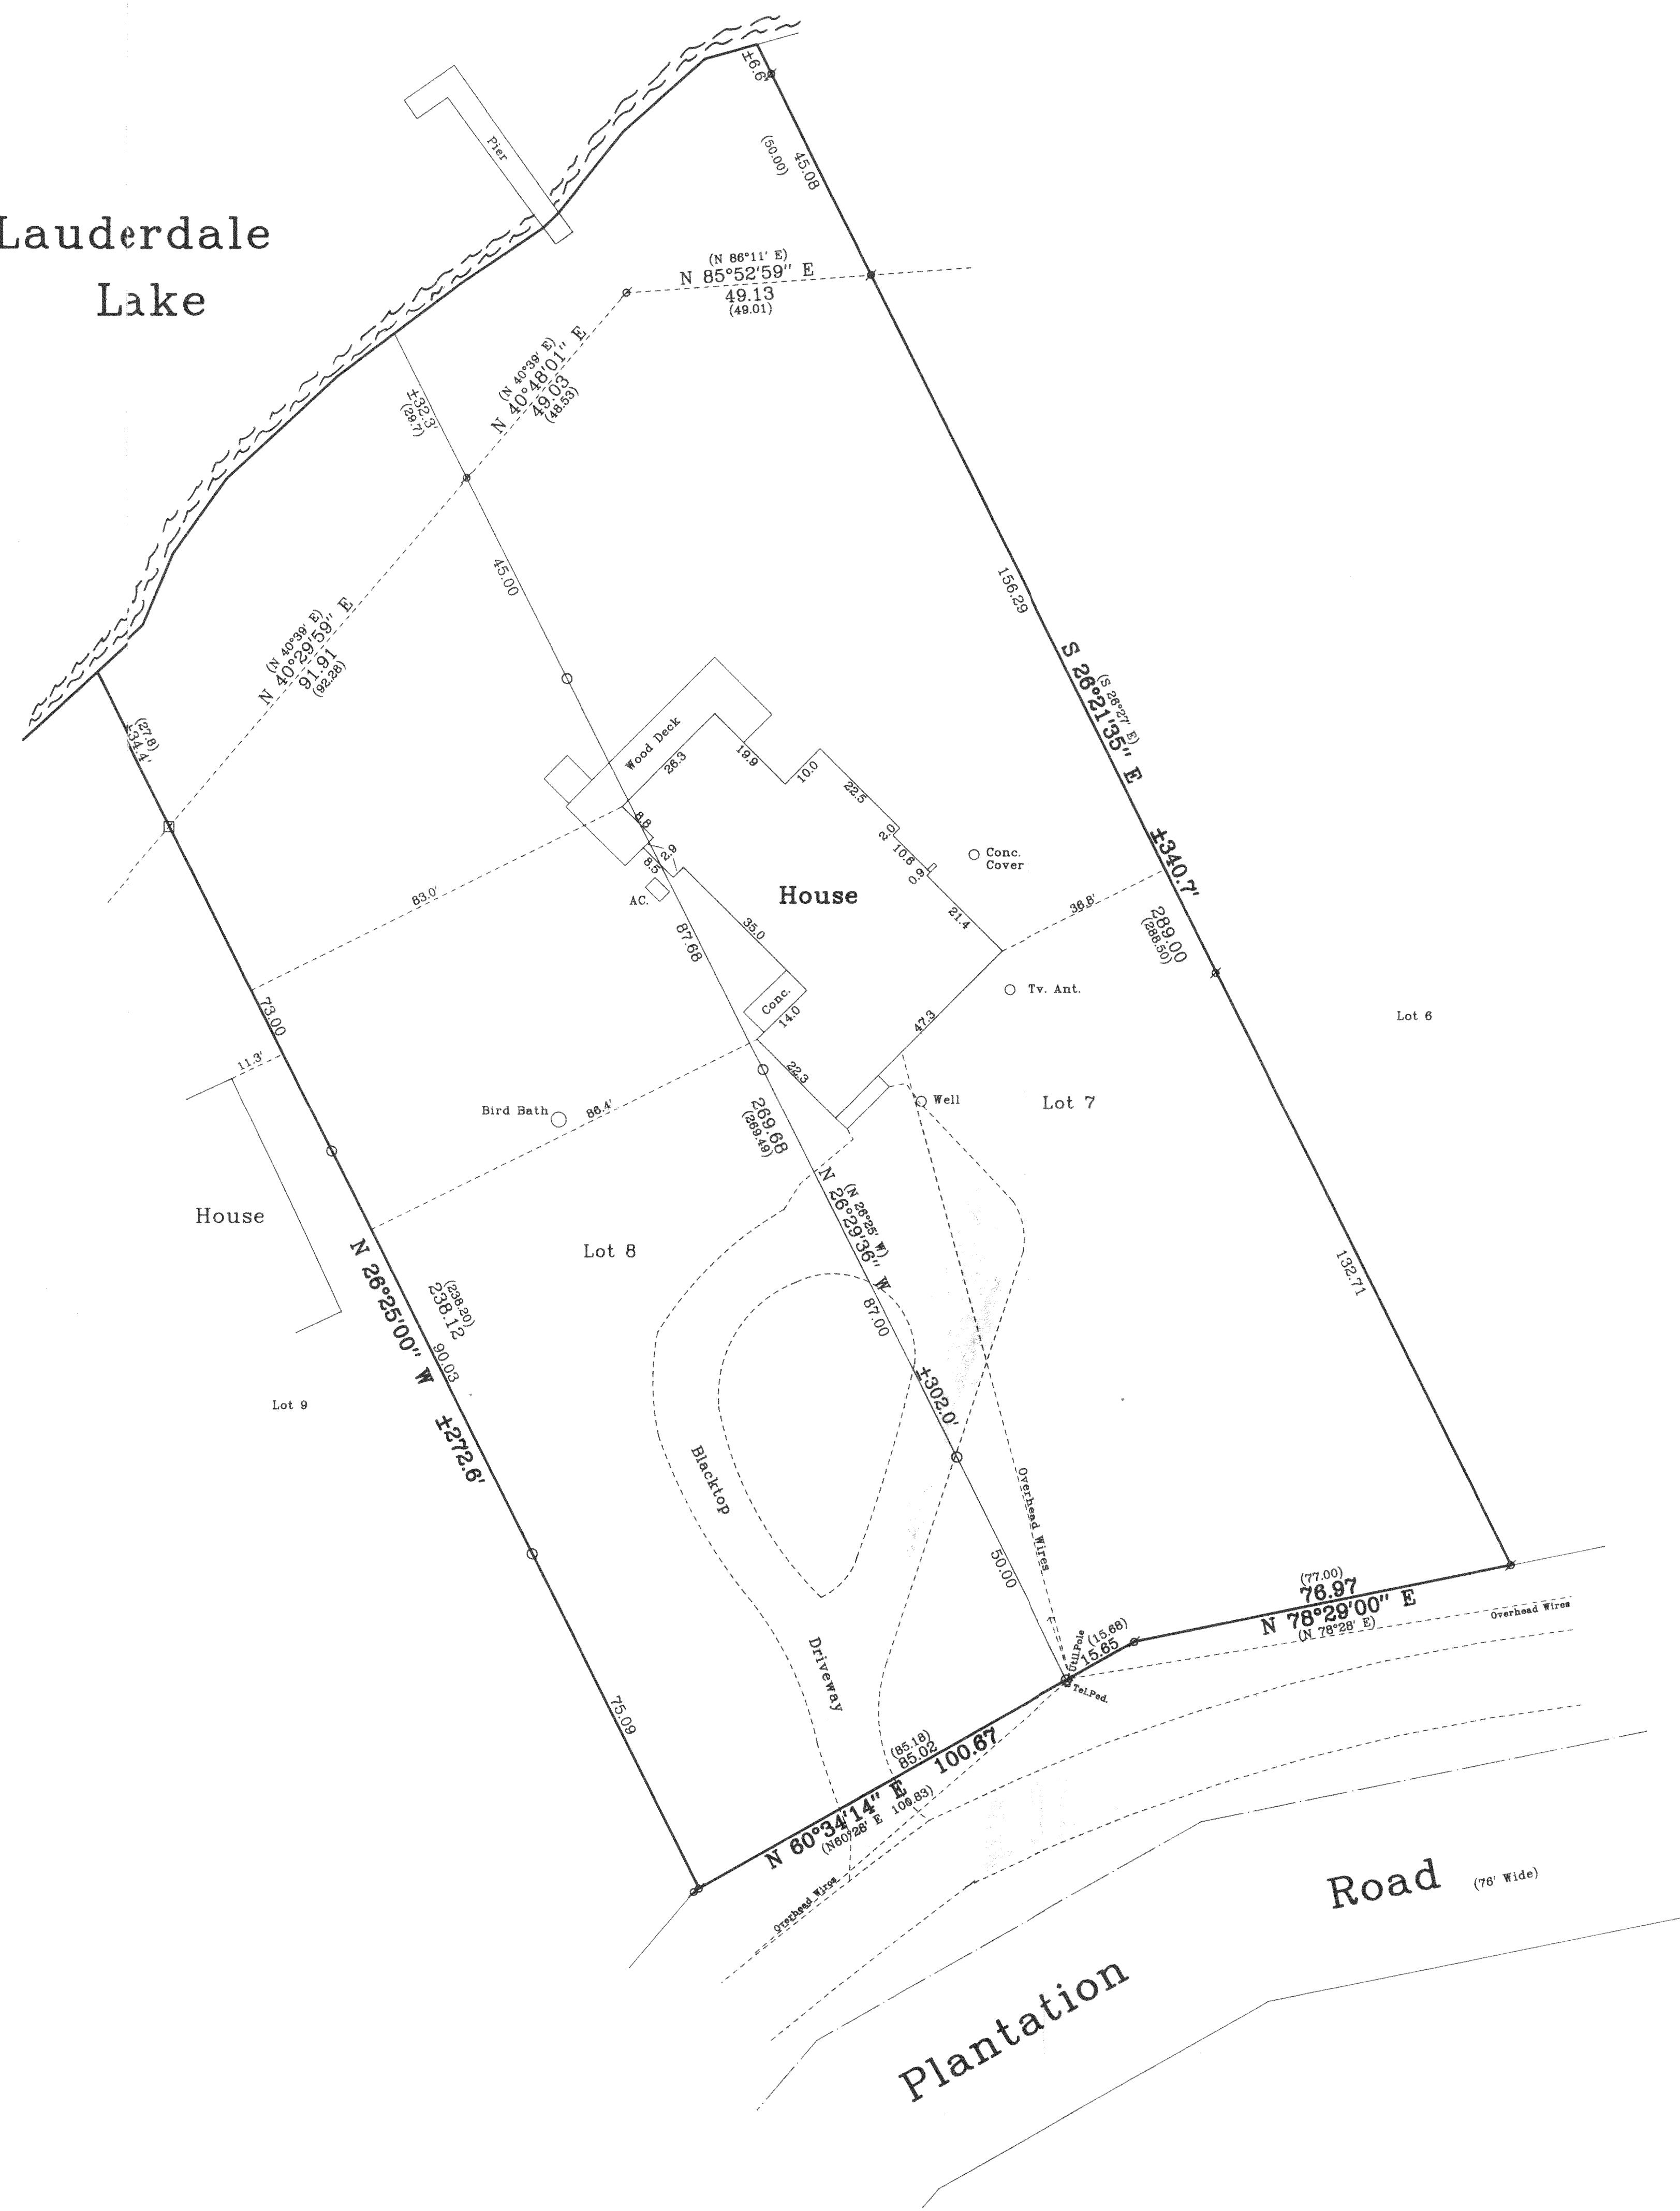 Lauderdale
Lake
Pier
±6.6'
(50.00)
45.08
(N 86°11' E)
N 85°52'59" E
49.13
(49.01)
(N 40°39' E)
N 40°48'01" E
49.03
(48.53)
±32.3'
(29.7)
45.00
(N 40°39' E)
N 40°29'59" E
91.91
(92.28)
156.29
(S 26°27' E)
S 26°21'35" E
±340.7'
289.00
(288.50)
(27.8)
±34.4'
Wood Deck
26.3
19.9
10.0
22.5
2.0
10.6
0.9
21.4
8.8
2.9
8.5
AC.
House
Conc.
Cover
36.8'
83.0'
87.68
35.0
Conc.
14.0
47.3
Tv. Ant.
Lot 6
73.00
11.3'
22.3
Bird Bath
86.4'
Well
Lot 7
269.68
(269.49)
(N 26°25' W)
N 26°29'36" W
House
Lot 8
N 26°25'00" W
(238.20)
238.12
87.00
132.71
90.03
±302.0'
Lot 9
±272.6'
Blacktop
Overhead Wires
50.00
(77.00)
76.97
N 78°29'00" E
(N 78°28' E)
Overhead Wires
Driveway
Util.Pole
(15.68)
15.65
Tel.Ped.
75.09
(85.18)
85.02
100.67
N 60°34'14" E
(N60°28' E 100.83)
Overhead Wires
Road
(76' Wide)
Plantation